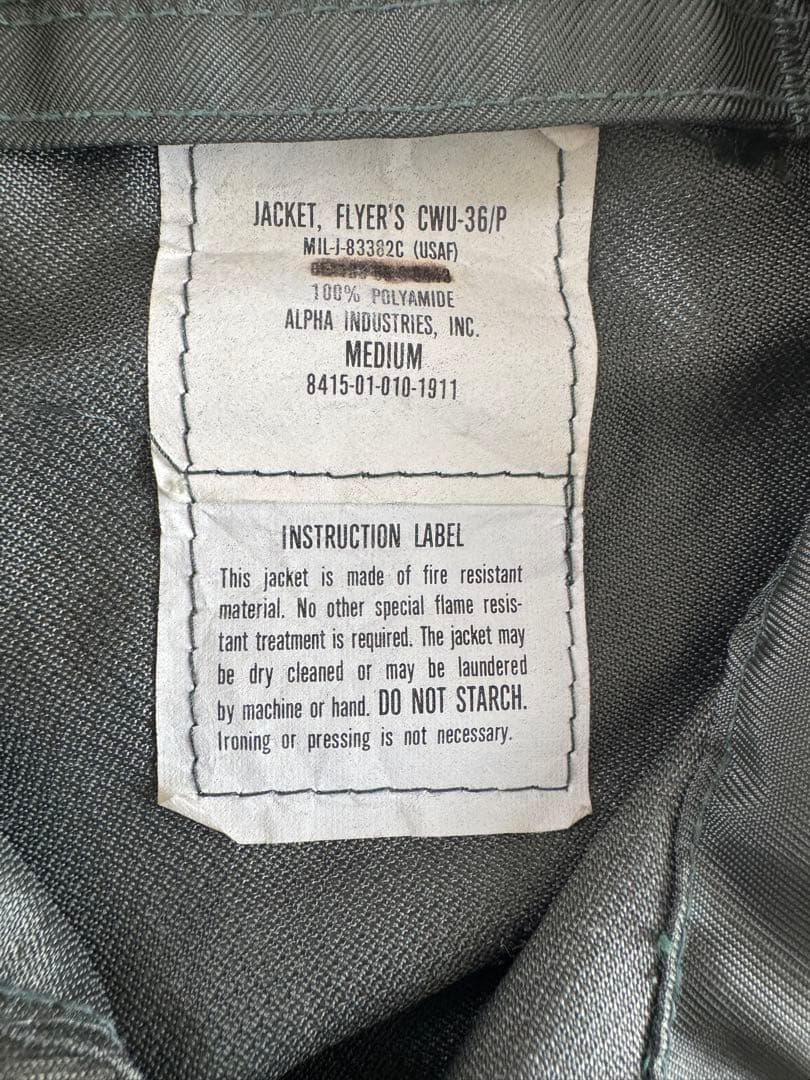 JACKET, FLYER'S CWU-36/P
MIL-J-83382C (USAF)
100% POLYAMIDE
ALPHA INDUSTRIES, INC.
MEDIUM
8415-01-010-1911
INSTRUCTION LABEL
This jacket is made of fire resistant
material. No other special flame resis-
tant treatment is required. The jacket may
be dry cleaned or may be laundered
by machine or hand. DO NOT STARCH.
Ironing or pressing is not necessary.